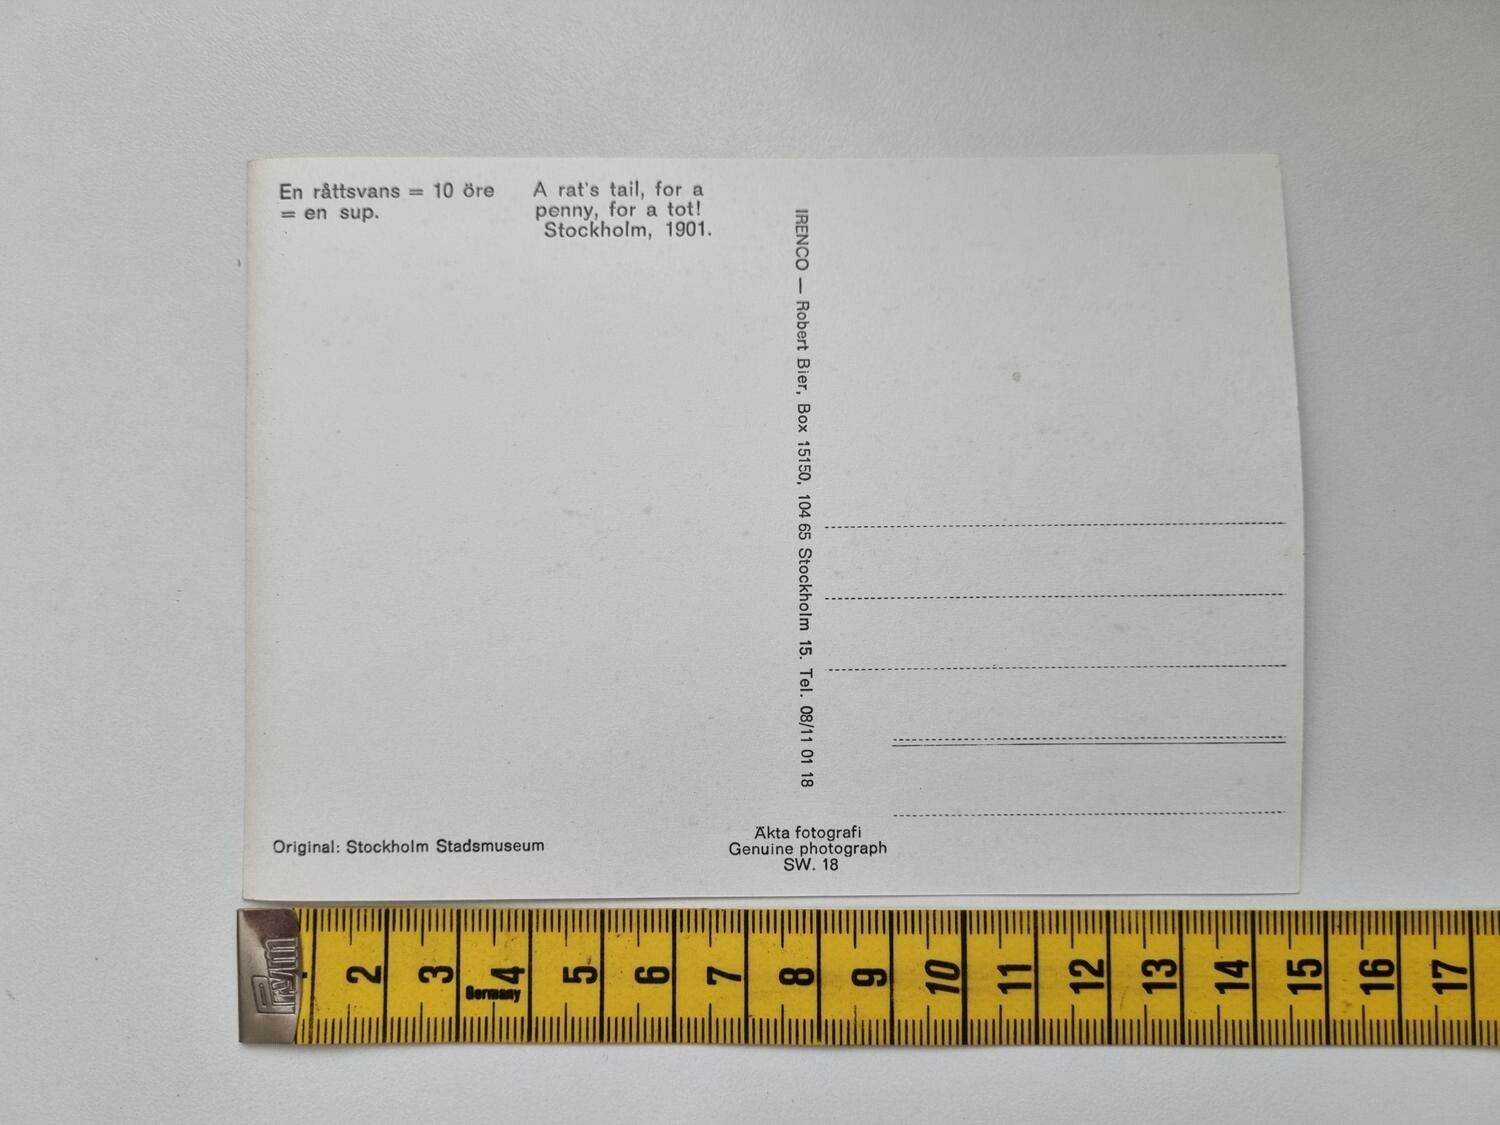 En råttsvans = 10 öre
= en sup.
A rat's tail, for a
penny, for a tot!
Stockholm, 1901.
IRENCO — Robert Bier, Box 15150, 104 65 Stockholm 15. Tel. 08/11 01 18
Original: Stockholm Stadsmuseum
Äkta fotografi
Genuine photograph
SW. 18
Prym
2 3 4 5 6 7 8 9 10 11 12 13 14 15 16 17
Germany